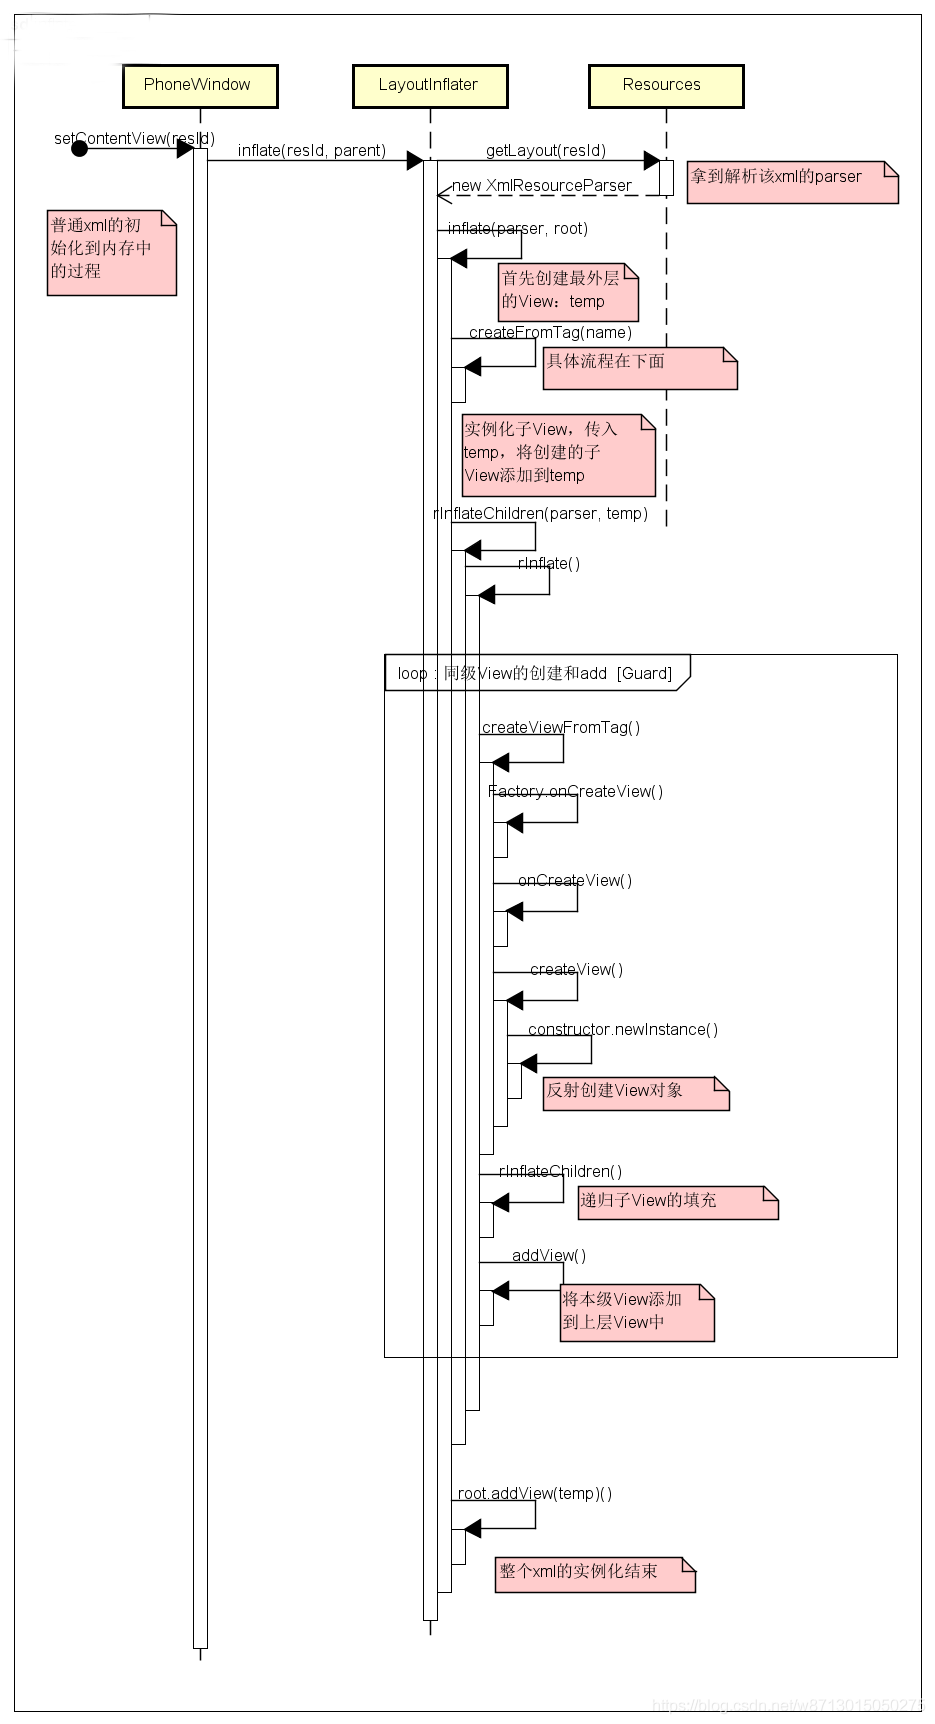 PhoneWindow
LayoutInflater
Resources
setContentView(resId)
inflate(resId, parent)
getLayout(resId)
拿到解析该xml的parser
new XmlResourceParser
普通xml的初
始化到内存中
的过程
inflate(parser, root)
首先创建最外层
的View：temp
createFromTag(name)
具体流程在下面
实例化子View，传入
temp，将创建的子
View添加到temp
rInflateChildren(parser, temp)
rInflate()
loop : 同级View的创建和add [Guard]
createViewFromTag()
Factory.onCreateView()
onCreateView()
createView()
constructor.newInstance()
反射创建View对象
rInflateChildren()
递归子View的填充
addView()
将本级View添加
到上层View中
root.addView(temp)()
整个xml的实例化结束
https://blog.csdn.net/w8713015050275